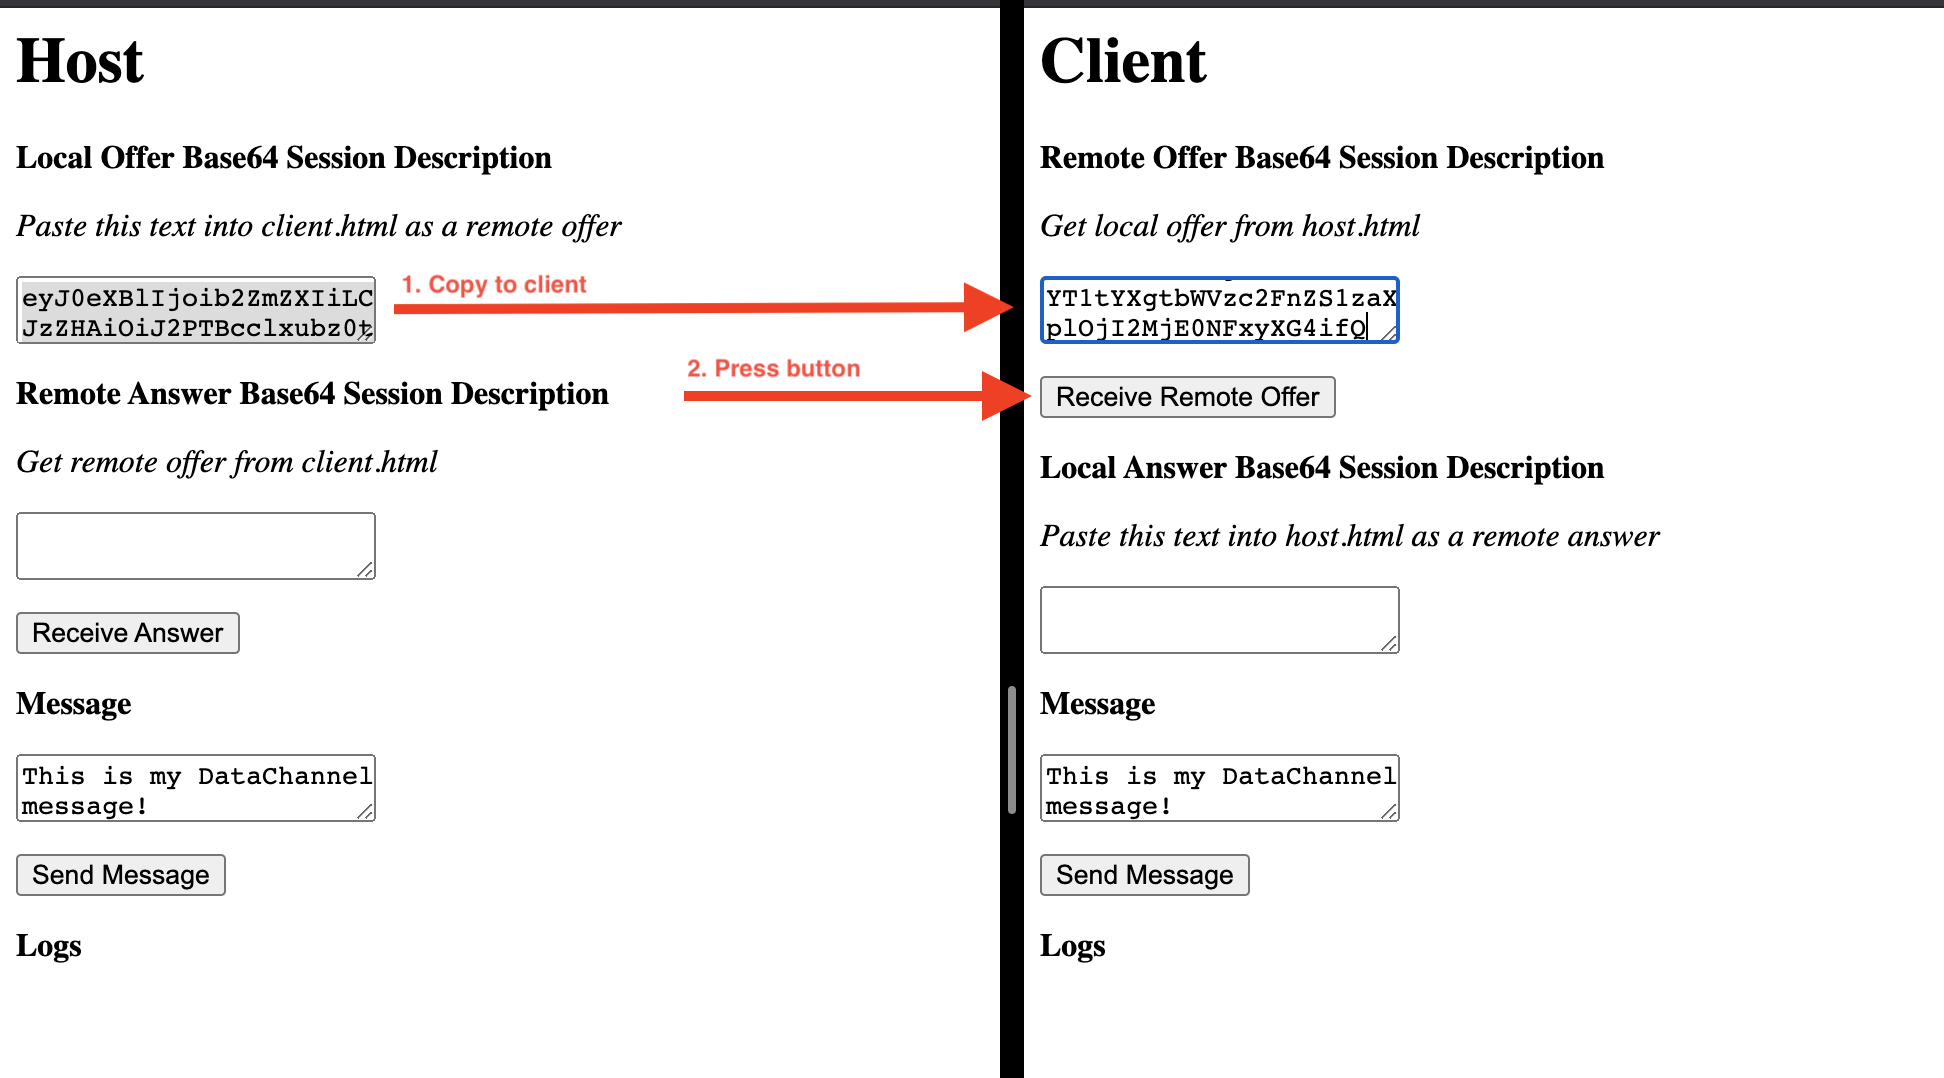 Host
Local Offer Base64 Session Description
Paste this text into client.html as a remote offer
eyJ0eXBlIjoib2ZmZXIiLC
JzZHAiOiJ2PTBcclxubz0t
1. Copy to client
2. Press button
Remote Answer Base64 Session Description
Get remote offer from client.html
Receive Answer
Message
This is my DataChannel
message!
Send Message
Logs
Client
Remote Offer Base64 Session Description
Get local offer from host.html
YT1tYXgtbWVzc2FnZS1zaX
plOjI2MjE0NFxyXG4ifQ
Receive Remote Offer
Local Answer Base64 Session Description
Paste this text into host.html as a remote answer
Message
This is my DataChannel
message!
Send Message
Logs